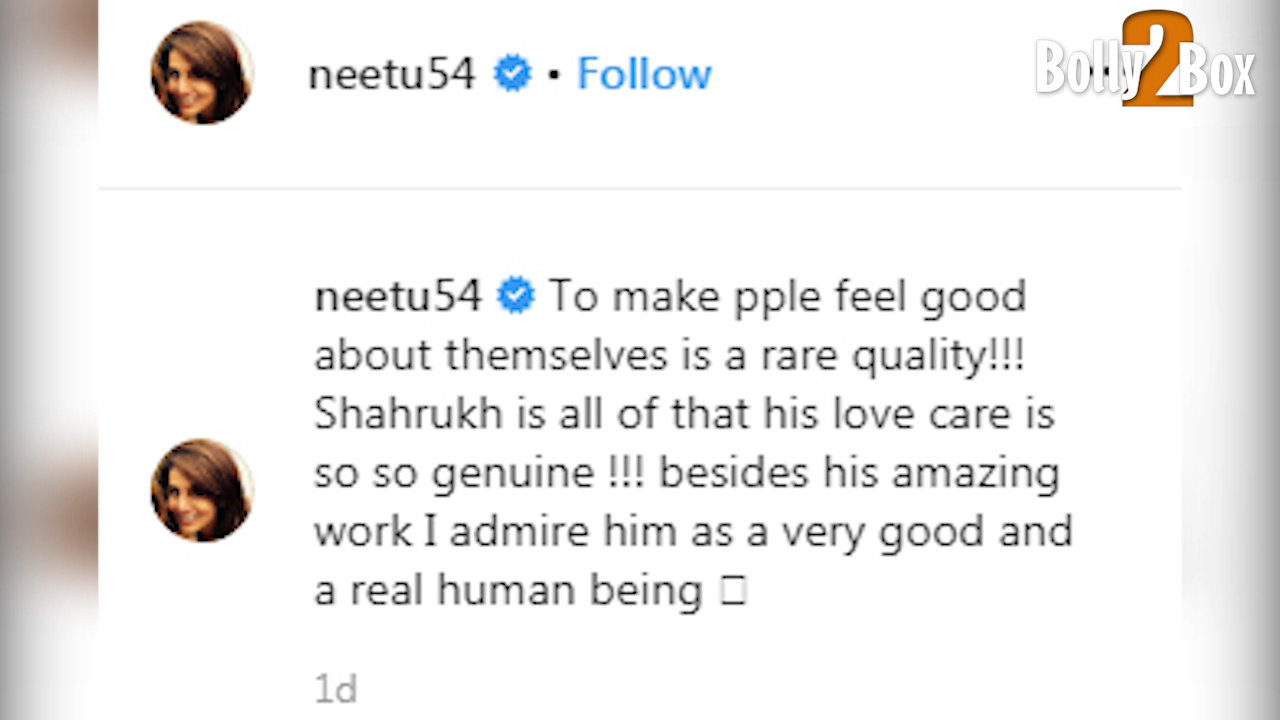 neetu54 • Follow
Bolly2Box
neetu54 To make pple feel good
about themselves is a rare quality!!!
Shahrukh is all of that his love care is
so so genuine !!! besides his amazing
work I admire him as a very good and
a real human being □
1d